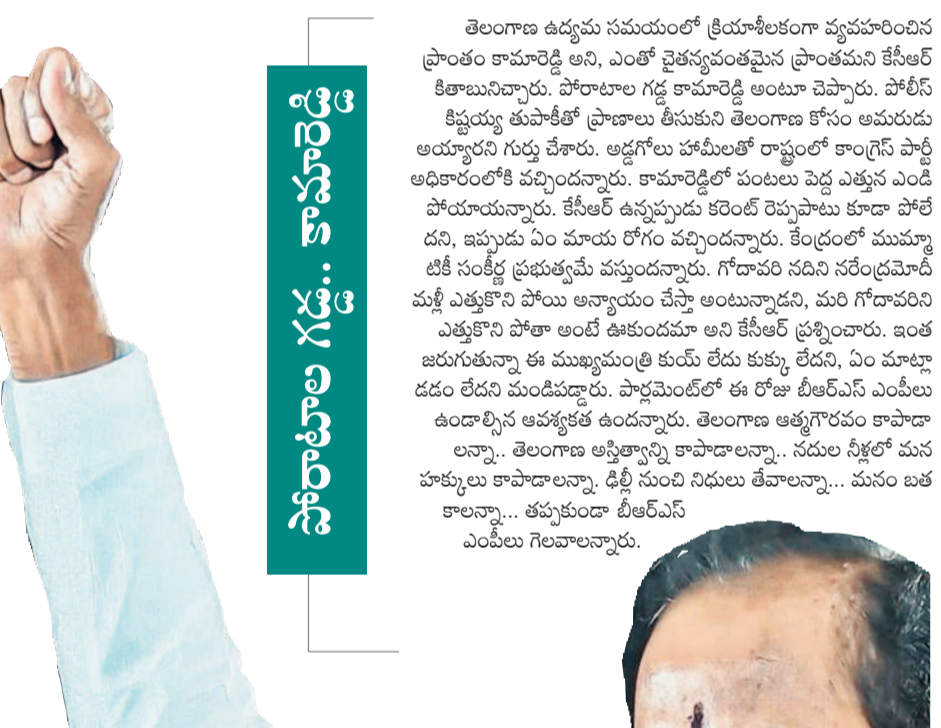 పోరాటాల గడ్డ.. కామారెడ్డి
తెలంగాణ ఉద్యమ సమయంలో క్రియాశీలకంగా వ్యవహరించిన
ప్రాంతం కామారెడ్డి అని, ఎంతో చైతన్యవంతమైన ప్రాంతమని కేసీఆర్
కితాబునిచ్చారు. పోరాటాల గడ్డ కామారెడ్డి అంటూ చెప్పారు. పోలీస్
కిష్టయ్య తుపాకీతో ప్రాణాలు తీసుకుని తెలంగాణ కోసం అమరుడు
అయ్యారని గుర్తు చేశారు. అడ్డగోలు హామీలతో రాష్ట్రంలో కాంగ్రెస్ పార్టీ
అధికారంలోకి వచ్చిందన్నారు. కామారెడ్డిలో పంటలు పెద్ద ఎత్తున ఎండి
పోయాయన్నారు. కేసీఆర్ ఉన్నప్పుడు కరెంట్ రెప్పపాటు కూడా పోలే
దని, ఇప్పుడు ఏం మాయ రోగం వచ్చిందన్నారు. కేంద్రంలో ముమ్మా
టికీ సంకీర్ణ ప్రభుత్వమే వస్తుందన్నారు. గోదావరి నదిని నరేంద్రమోదీ
మళ్లీ ఎత్తుకొని పోయి అన్యాయం చేస్తా అంటున్నాడని, మరి గోదావరిని
ఎత్తుకొని పోతా అంటే ఊకుందమా అని కేసీఆర్ ప్రశ్నించారు. ఇంత
జరుగుతున్నా ఈ ముఖ్యమంత్రి కుయ్ లేదు కుక్కు లేదని, ఏం మాట్లా
డడం లేదని మండిపడ్డారు. పార్లమెంట్‌లో ఈ రోజు బీఆర్ఎస్ ఎంపీలు
ఉండాల్సిన ఆవశ్యకత ఉందన్నారు. తెలంగాణ ఆత్మగౌరవం కాపాడా
లన్నా.. తెలంగాణ అస్తిత్వాన్ని కాపాడాలన్నా.. నదుల నీళ్లలో మన
హక్కులు కాపాడాలన్నా. ఢిల్లీ నుంచి నిధులు తేవాలన్నా... మనం బత
కాలన్నా... తప్పకుండా బీఆర్ఎస్
ఎంపీలు గెలవాలన్నారు.